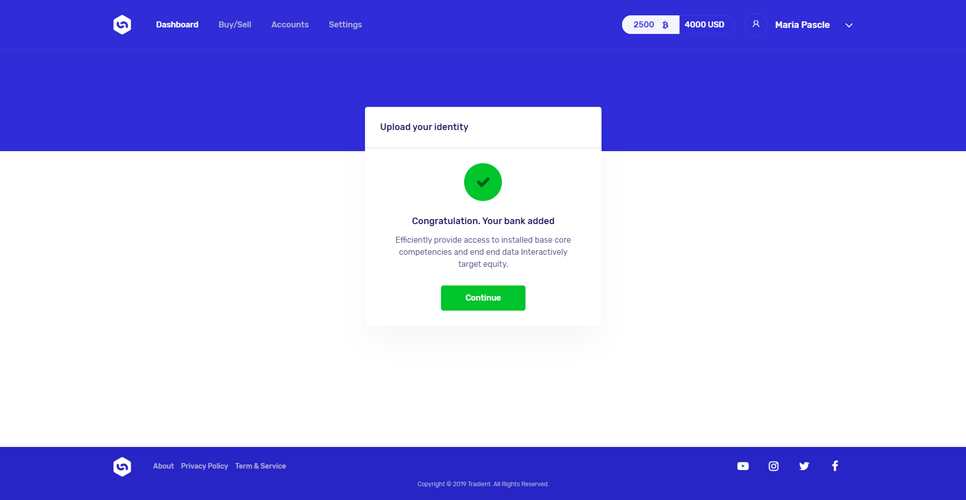 Dashboard Buy/Sell Accounts Settings 2500 4000 USD Maria Pascle
Upload your identity
Congratulation. Your bank added
Efficiently provide access to installed base core
competencies and end end data Interactively
target equity.
Continue
About Privacy Policy Term & Service
Copyright © 2019 Tradient. All Rights Reserved.